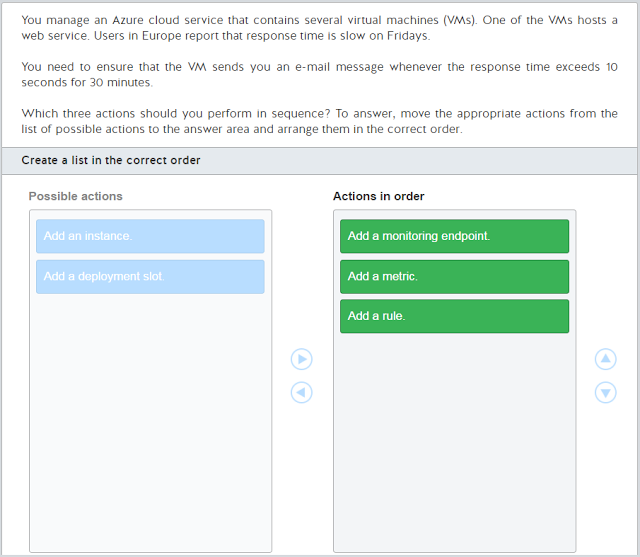 You manage an Azure cloud service that contains several virtual machines (VMs). One of the VMs hosts a
web service. Users in Europe report that response time is slow on Fridays.
You need to ensure that the VM sends you an e-mail message whenever the response time exceeds 10
seconds for 30 minutes.
Which three actions should you perform in sequence? To answer, move the appropriate actions from the
list of possible actions to the answer area and arrange them in the correct order.
Create a list in the correct order
Possible actions
Actions in order
Add an instance.
Add a monitoring endpoint.
Add a deployment slot.
Add a metric.
Add a rule.